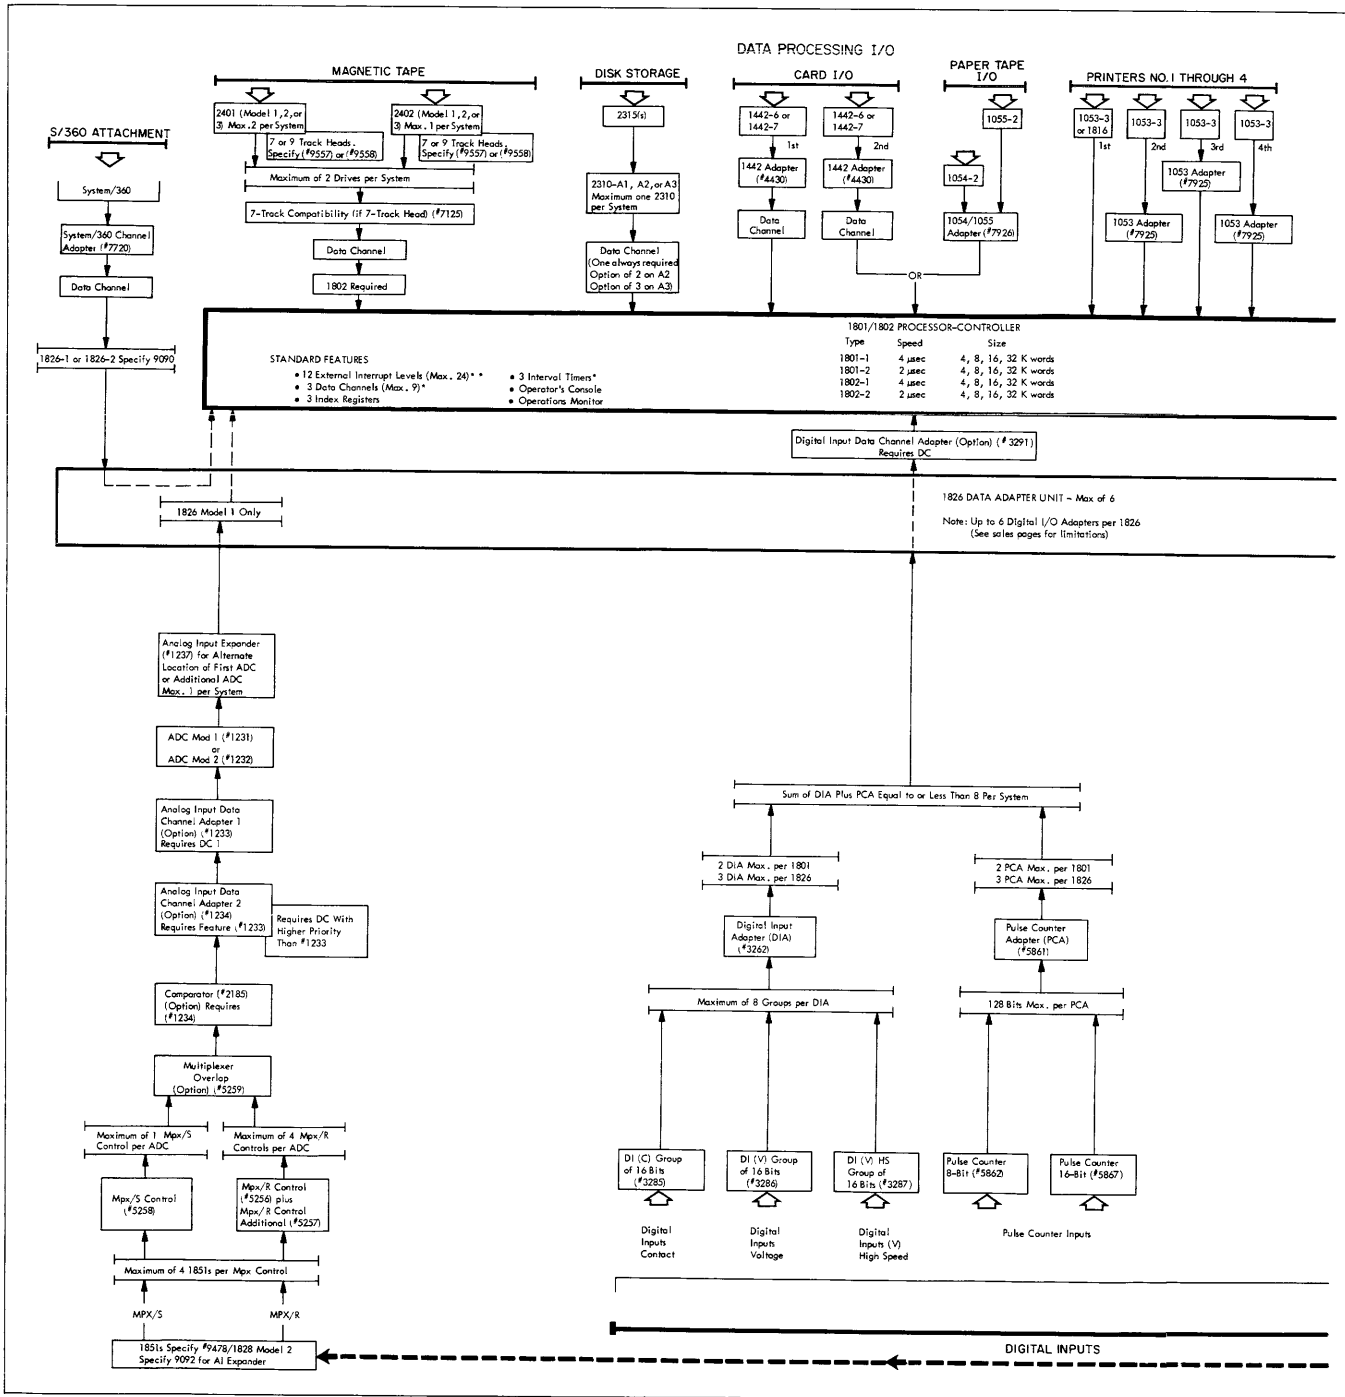 DATA PROCESSING I/O
MAGNETIC TAPE
DISK STORAGE
CARD I/O
PAPER TAPE
I/O
PRINTERS NO. 1 THROUGH 4
S/360 ATTACHMENT
2401 (Model 1, 2, or
3) Max. 2 per System
7 or 9 Track Heads.
Specify (#9557) or (#9558)
2402 (Model 1, 2, or
3) Max. 1 per System
7 or 9 Track Heads.
Specify (#9557) or (#9558)
Maximum of 2 Drives per System
7-Track Compatibility (if 7-Track Head) (#7125)
Data Channel
1802 Required
2315(s)
2310-A1, A2, or A3
Maximum one 2310
per System
Data Channel
(One always required
Option of 2 on A2
Option of 3 on A3)
1442-6 or
1442-7
1st
1442 Adapter
(#4430)
Data
Channel
1442-6 or
1442-7
2nd
1442 Adapter
(#4430)
Data
Channel
1055-2
1054-2
1054/1055
Adapter (#7926)
OR
1053-3
or 1816
1st
1053-3
2nd
1053 Adapter
(#7925)
1053-3
3rd
1053 Adapter
(#7925)
1053-3
4th
1053 Adapter
(#7925)
System/360
System/360 Channel
Adapter (#7720)
Data Channel
1826-1 or 1826-2 Specify 9090
1801/1802 PROCESSOR-CONTROLLER
Type Speed Size
1801-1 4 µsec 4, 8, 16, 32 K words
1801-2 2 µsec 4, 8, 16, 32 K words
1802-1 4 µsec 4, 8, 16, 32 K words
1802-2 2 µsec 4, 8, 16, 32 K words
STANDARD FEATURES
• 12 External Interrupt Levels (Max. 24)**
• 3 Data Channels (Max. 9)*
• 3 Index Registers
• 3 Interval Timers*
• Operator's Console
• Operations Monitor
Digital Input Data Channel Adapter (Option) (#3291)
Requires DC
1826 DATA ADAPTER UNIT - Max of 6
Note: Up to 6 Digital I/O Adapters per 1826
(See sales pages for limitations)
1826 Model 1 Only
Analog Input Expander
(#1237) for Alternate
Location of First ADC
or Additional ADC
Max. 1 per System
ADC Mod 1 (#1231)
or
ADC Mod 2 (#1232)
Analog Input Data
Channel Adapter 1
(Option) (#1233)
Requires DC 1
Analog Input Data
Channel Adapter 2
(Option) (#1234)
Requires Feature (#1233)
Requires DC With
Higher Priority
Than #1233
Comparator (#2185)
(Option) Requires
(#1234)
Multiplexer
Overlap
(Option) (#5259)
Maximum of 1 Mpx/S
Control per ADC
Maximum of 4 Mpx/R
Controls per ADC
Mpx/S Control
(#5258)
Mpx/R Control
(#5256) plus
Mpx/R Control
Additional (#5257)
Maximum of 4 1851s per Mpx Control
MPX/S
MPX/R
1851s Specify #9478/1828 Model 2
Specify 9092 for AI Expander
Sum of DIA Plus PCA Equal to or Less Than 8 Per System
2 DIA Max. per 1801
3 DIA Max. per 1826
2 PCA Max. per 1801
3 PCA Max. per 1826
Digital Input
Adapter (DIA)
(#3262)
Pulse Counter
Adapter (PCA)
(#5861)
Maximum of 8 Groups per DIA
128 Bits Max. per PCA
DI (C) Group
of 16 Bits
(#3285)
DI (V) Group
of 16 Bits
(#3286)
DI (V) HS
Group of
16 Bits (#3287)
Pulse Counter
8-Bit (#5862)
Pulse Counter
16-Bit (#5867)
Digital
Inputs
Contact
Digital
Inputs
Voltage
Digital
Inputs (V)
High Speed
Pulse Counter Inputs
DIGITAL INPUTS